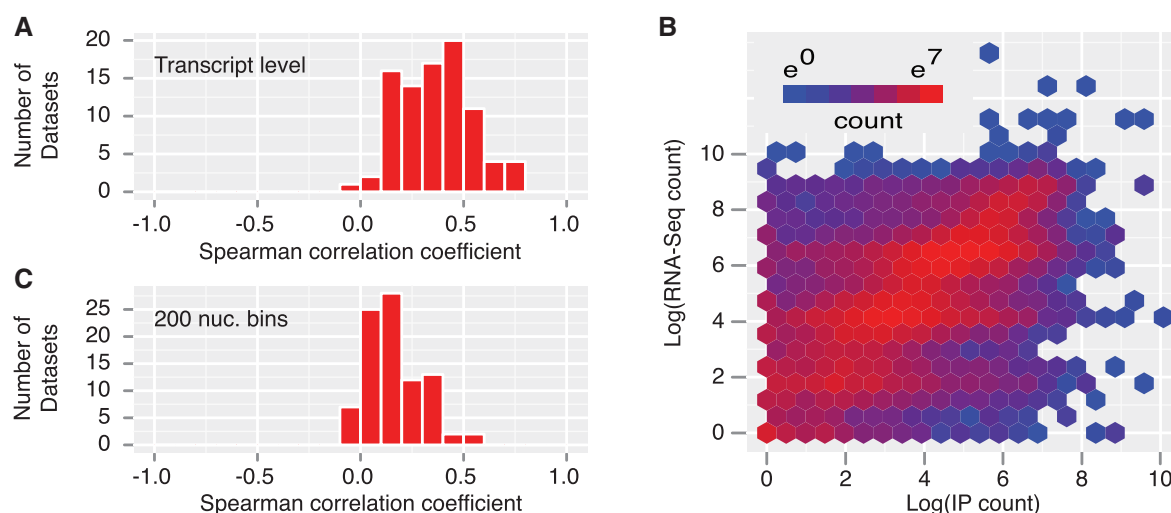 A
Number of
Datasets
20
15
10
5
0
Transcript level
-1.0 -0.5 0.0 0.5 1.0
Spearman correlation coefficient
C
Number of
Datasets
25
20
15
10
5
0
200 nuc. bins
-1.0 -0.5 0.0 0.5 1.0
Spearman correlation coefficient
B
e0 e7
count
Log(RNA-Seq count)
10
8
6
4
2
0
0 2 4 6 8 10
Log(IP count)